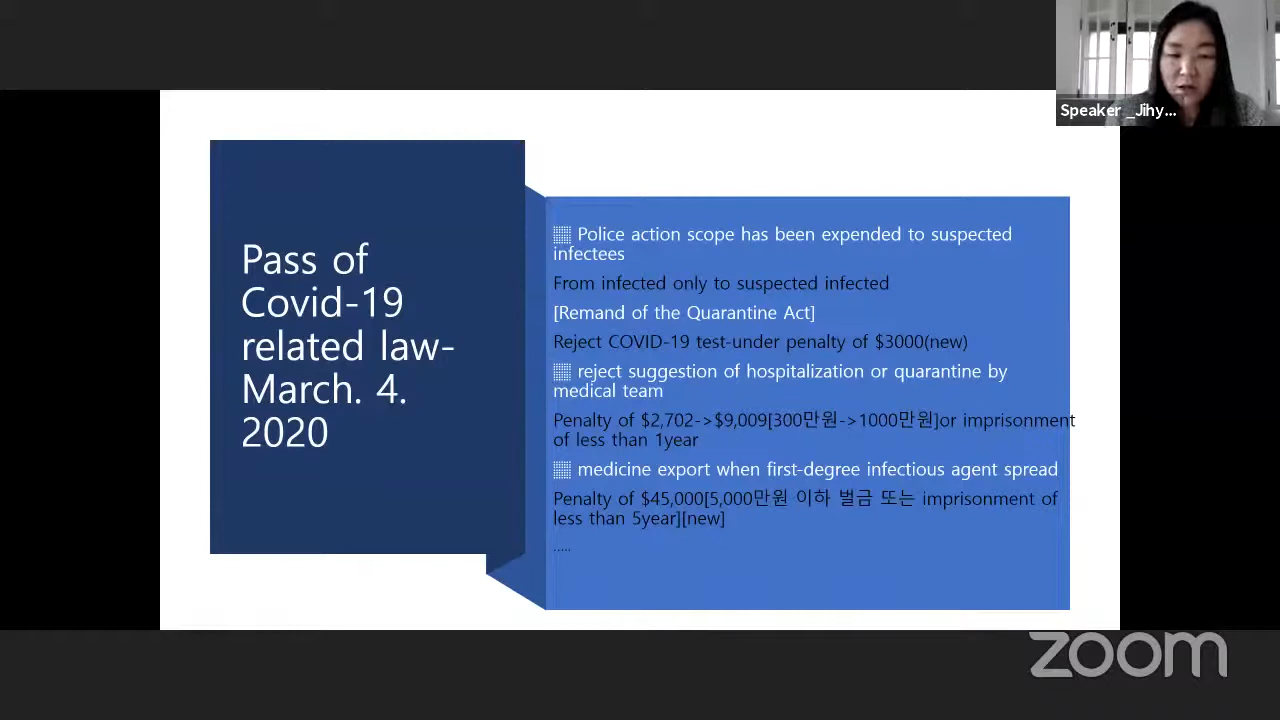 Speaker _Jihy...
Pass of
Covid-19
related law-
March. 4.
2020
▒ Police action scope has been expended to suspected
infectees
From infected only to suspected infected
[Remand of the Quarantine Act]
Reject COVID-19 test-under penalty of $3000(new)
▒ reject suggestion of hospitalization or quarantine by
medical team
Penalty of $2,702->$9,009[300만원->1000만원]or imprisonment
of less than 1year
▒ medicine export when first-degree infectious agent spread
Penalty of $45,000[5,000만원 이하 벌금 또는 imprisonment of
less than 5year][new]
.....
zoom